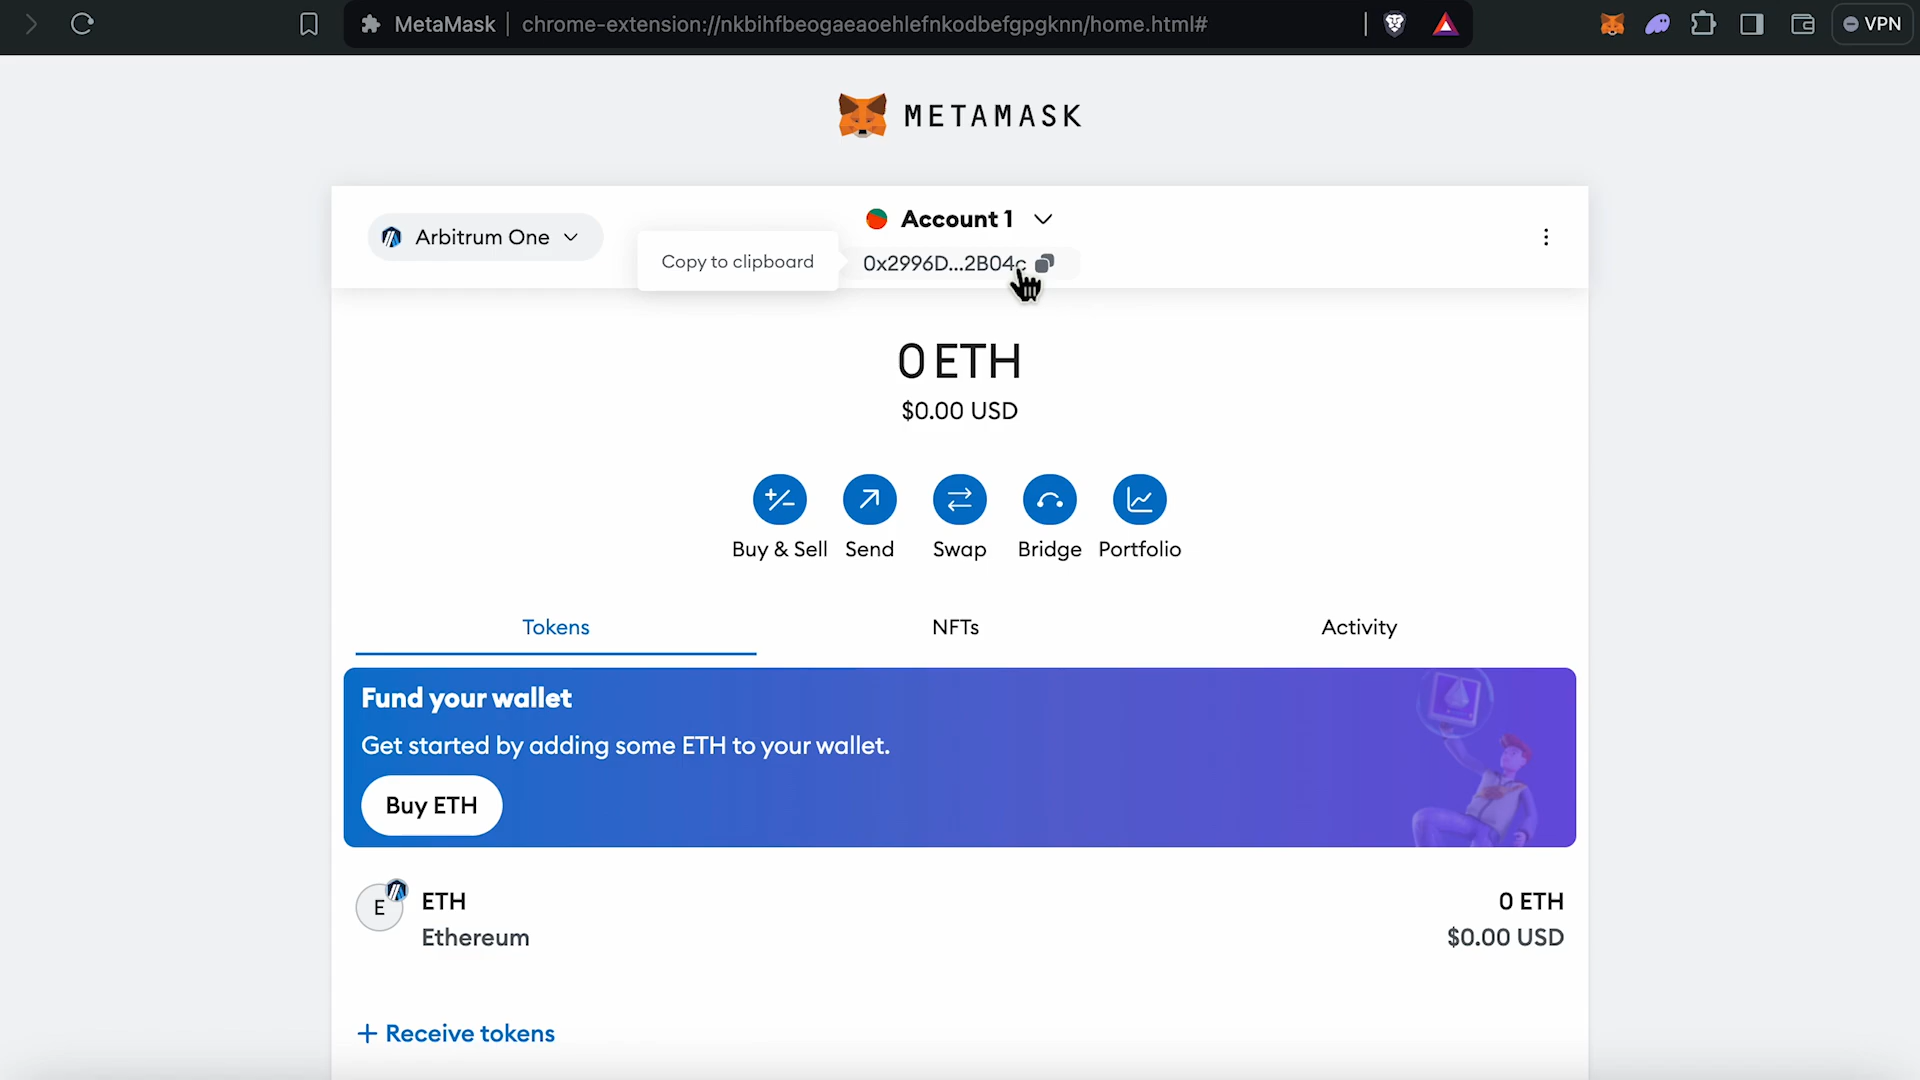 MetaMask | chrome-extension://nkbihfbeogaeaoehlefnkodbefgpgknn/home.html#
VPN
METAMASK
Arbitrum One
Account 1
Copy to clipboard
0x2996D...2B04c
0 ETH
$0.00 USD
Buy & Sell
Send
Swap
Bridge
Portfolio
Tokens
NFTs
Activity
Fund your wallet
Get started by adding some ETH to your wallet.
Buy ETH
E
ETH
0 ETH
Ethereum
$0.00 USD
+ Receive tokens